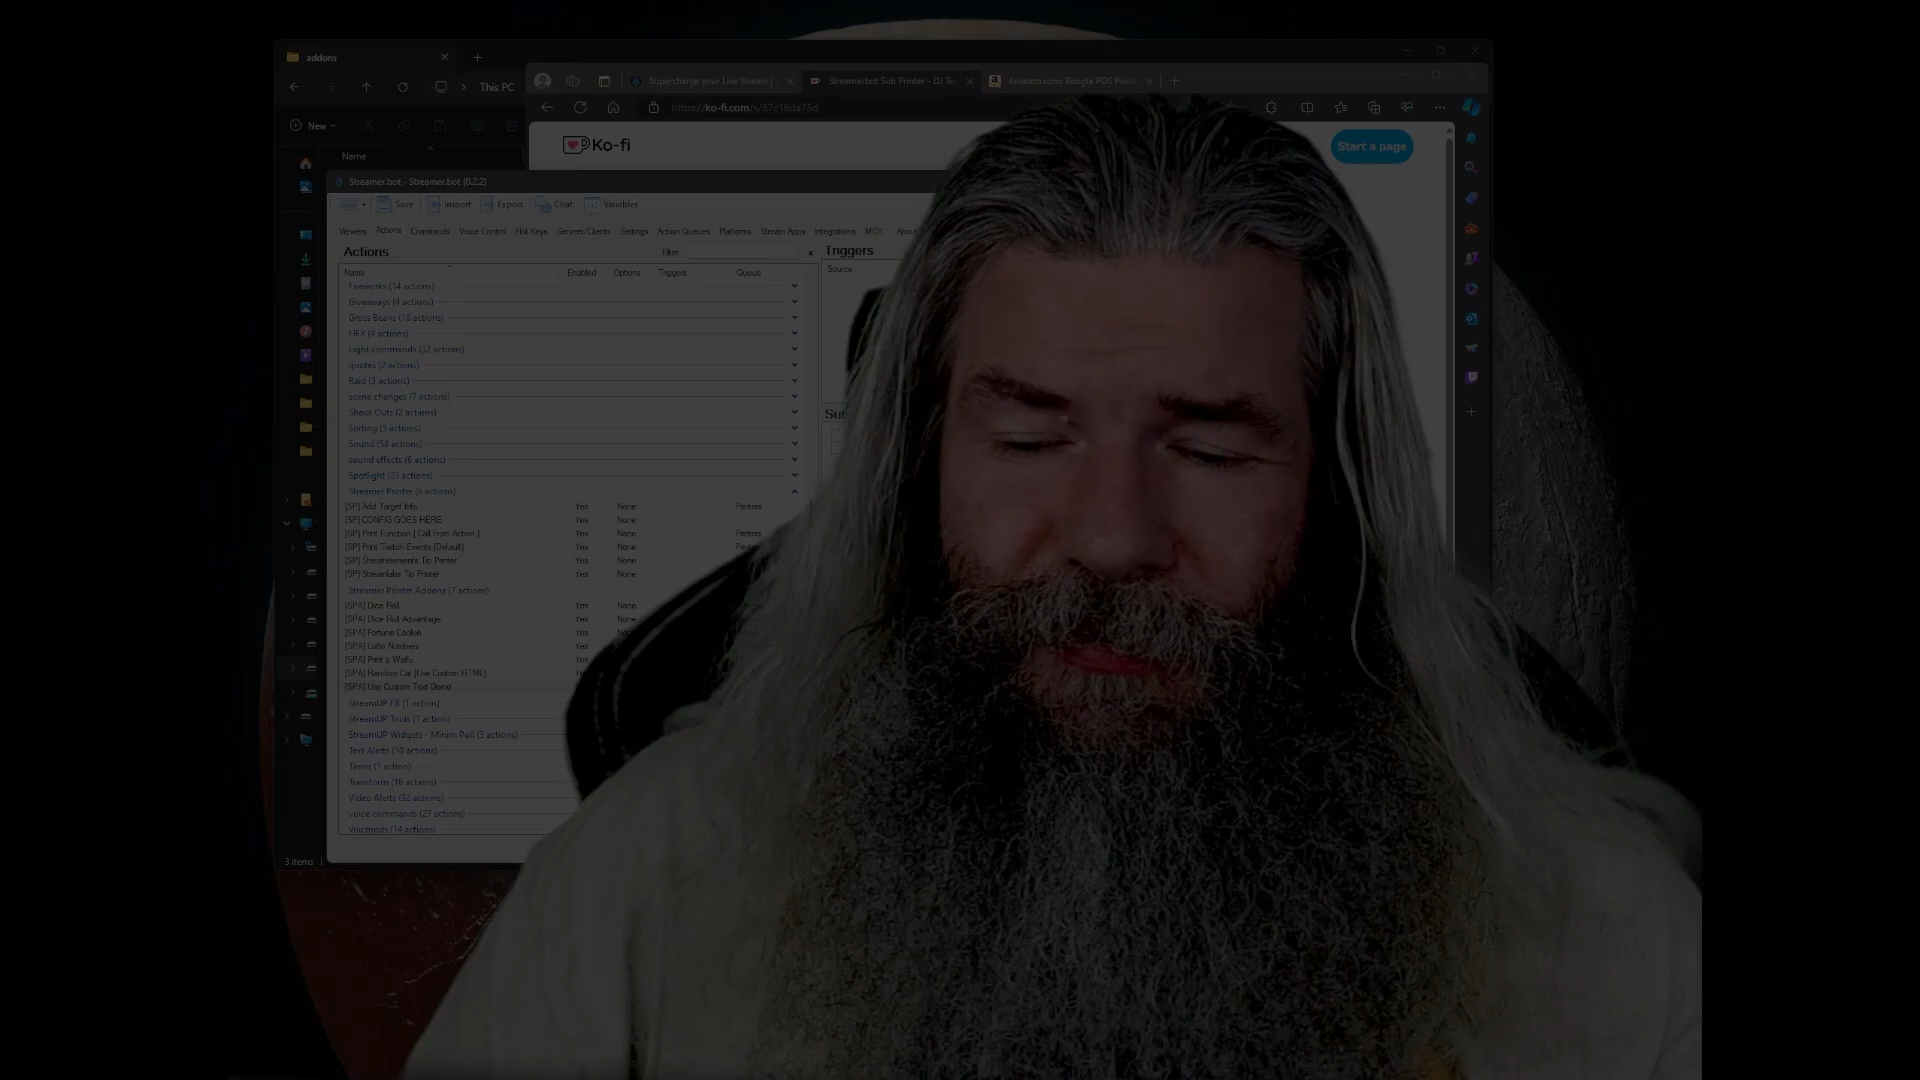 addons
This PC
New
Name
Supercharge your Live Stream |
Streamerbot Sub Printer - DJ Te
Amazon.com: Rongta POS Print
https://ko-fi.com/s/37c18da75d
Ko-fi
Start a page
Streamer.bot - Streamer.bot (0.2.2)
Save Import Export Chat Variables
Viewers Actions Commands Voice Control Hot Keys Servers/Clients Settings Action Queues Platforms Stream Apps Integrations MIDI About
Actions
Filter
x
Triggers
Name Enabled Options Triggers Queue
Source
Fireworks (14 actions)
Giveaways (4 actions)
Gross Beans (18 actions)
HFX (4 actions)
Light commands (32 actions)
quotes (2 actions)
Raid (3 actions)
scene changes (7 actions)
Shout Outs (2 actions)
Sub
Sorting (5 actions)
Sound (58 actions)
sound effects (6 actions)
Spotlight (23 actions)
Streamer Printer (6 actions)
[SP] Add Target Info Yes None Printers
[SP] CONFIG GOES HERE Yes None
[SP] Print Function [ Call From Action ] Yes None Printers
[SP] Print Twitch Events [Default] Yes None Printe
[SP] Streamelements Tip Printer Yes None
[SP] Streamlabs Tip Printer Yes None
Streamer Printer Addons (7 actions)
[SPA] Dice Roll Yes None
[SPA] Dice Roll Advantage Yes None
[SPA] Fortune Cookie Yes None
[SPA] Lotto Numbers Yes
[SPA] Print a Waifu Yes
[SPA] Random Cat [Use Custom HTML]
[SPA] Use Custom Text Demo
StreamUP FX (1 action)
StreamUP Tools (1 action)
StreamUP Widgets - Minim Poll (3 actions)
Text Alerts (10 actions)
Timer (1 action)
Transform (16 actions)
Video Alerts (32 actions)
voice commands (27 actions)
Voicmods (14 actions)
3 items